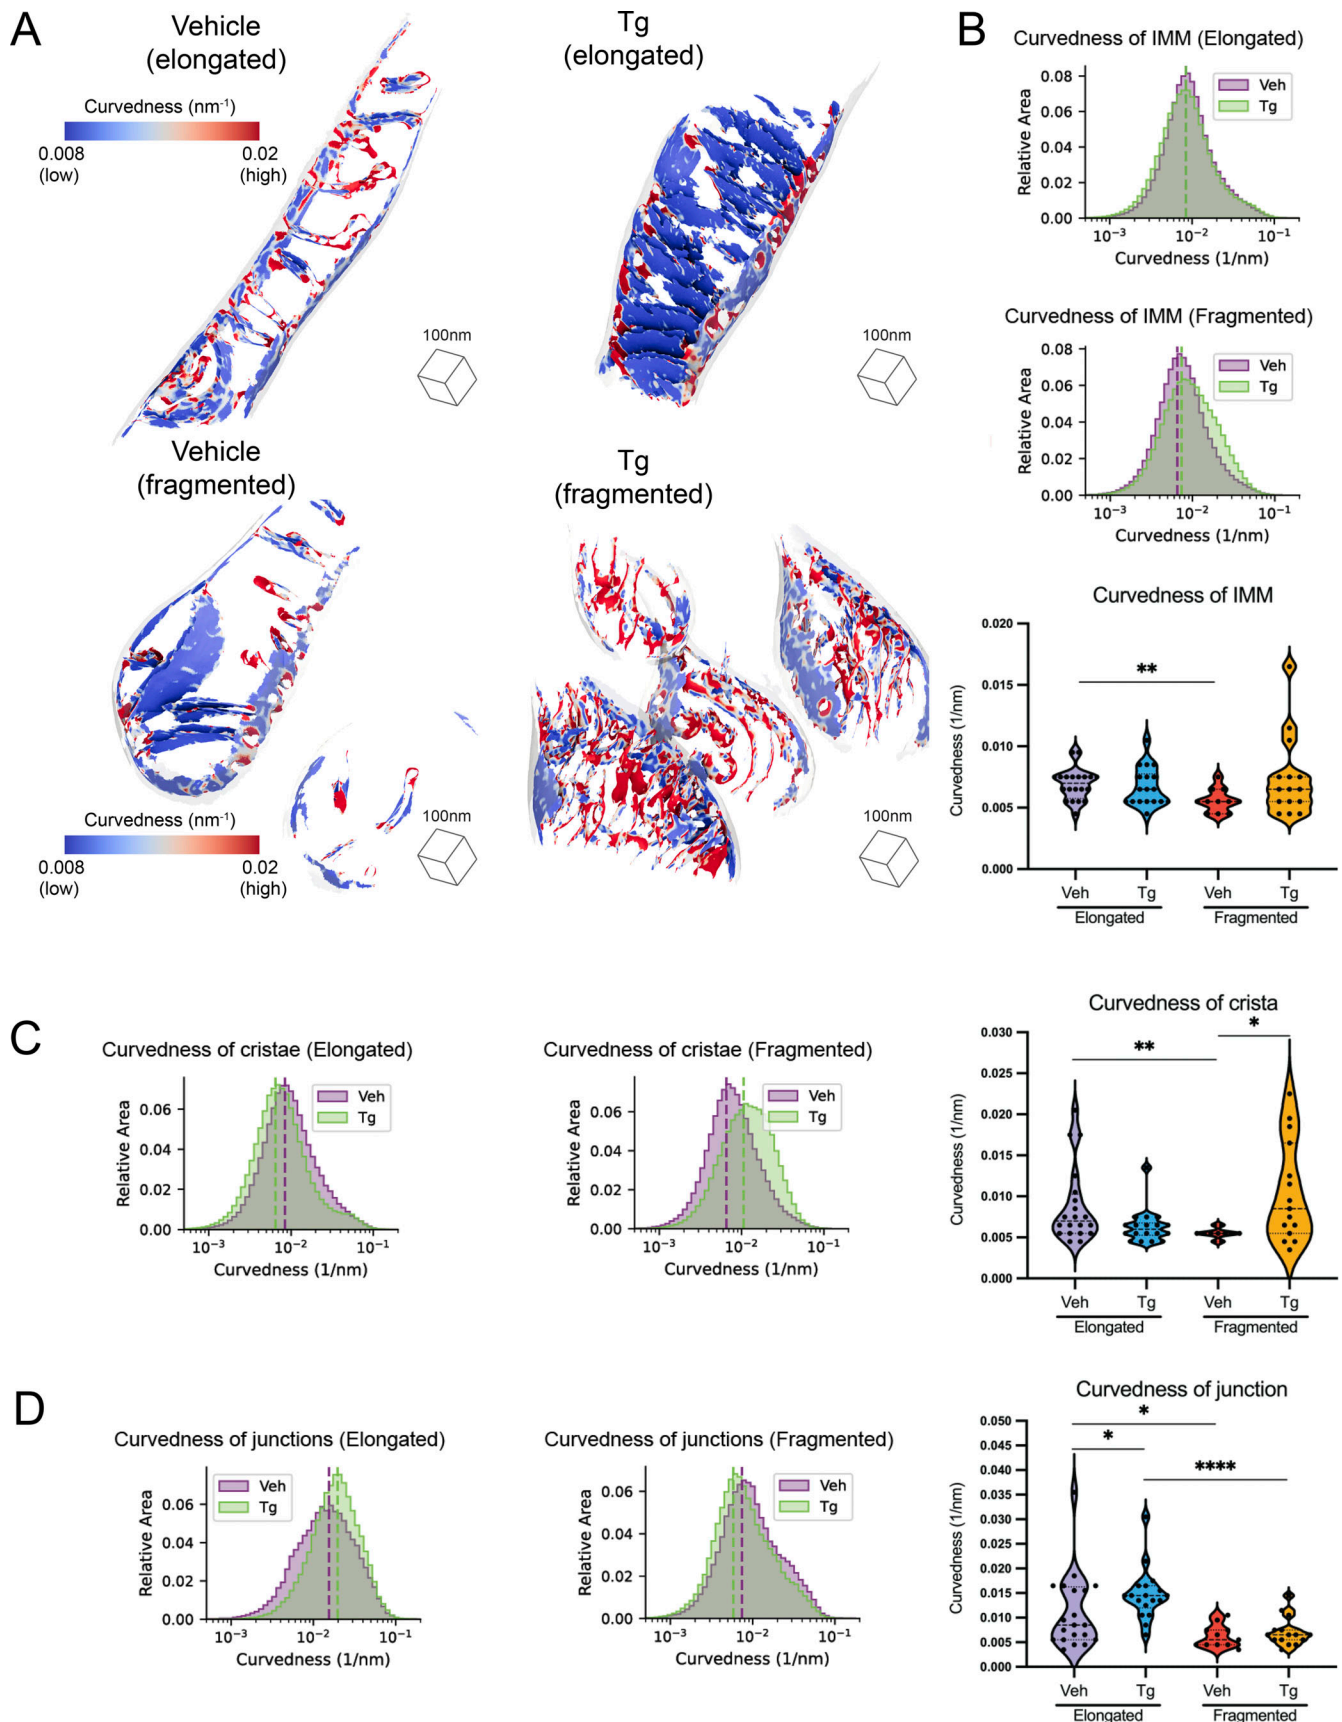 A
Vehicle
(elongated)
Curvedness (nm⁻¹)
0.008
(low)
0.02
(high)
100nm
Tg
(elongated)
100nm
Vehicle
(fragmented)
Curvedness (nm⁻¹)
0.008
(low)
0.02
(high)
100nm
Tg
(fragmented)
100nm
B
Curvedness of IMM (Elongated)
Relative Area
0.08
0.06
0.04
0.02
0.00
Veh
Tg
10⁻³ 10⁻² 10⁻¹
Curvedness (1/nm)
Curvedness of IMM (Fragmented)
Relative Area
0.08
0.06
0.04
0.02
0.00
Veh
Tg
10⁻³ 10⁻² 10⁻¹
Curvedness (1/nm)
Curvedness of IMM
Curvedness (1/nm)
0.020
0.015
0.010
0.005
0.000
**
Veh Tg Veh Tg
Elongated Fragmented
C
Curvedness of cristae (Elongated)
Relative Area
0.06
0.04
0.02
0.00
Veh
Tg
10⁻³ 10⁻² 10⁻¹
Curvedness (1/nm)
Curvedness of cristae (Fragmented)
Relative Area
0.06
0.04
0.02
0.00
Veh
Tg
10⁻³ 10⁻² 10⁻¹
Curvedness (1/nm)
Curvedness of crista
Curvedness (1/nm)
0.030
0.025
0.020
0.015
0.010
0.005
0.000
*
**
Veh Tg Veh Tg
Elongated Fragmented
D
Curvedness of junctions (Elongated)
Relative Area
0.06
0.04
0.02
0.00
Veh
Tg
10⁻³ 10⁻² 10⁻¹
Curvedness (1/nm)
Curvedness of junctions (Fragmented)
Relative Area
0.06
0.04
0.02
0.00
Veh
Tg
10⁻³ 10⁻² 10⁻¹
Curvedness (1/nm)
Curvedness of junction
Curvedness (1/nm)
0.050
0.045
0.040
0.035
0.030
0.025
0.020
0.015
0.010
0.005
0.000
*
*
****
Veh Tg Veh Tg
Elongated Fragmented